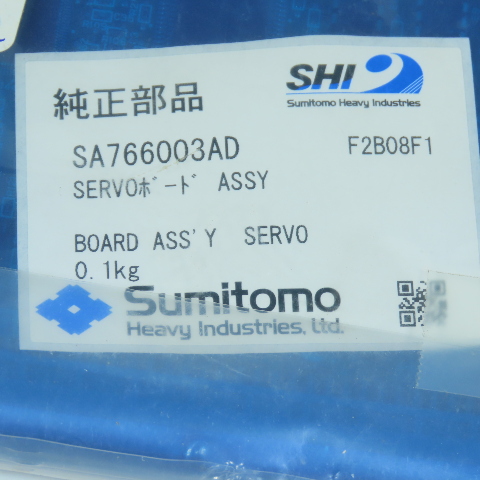 SHI
Sumitomo Heavy Industries
純正部品
SA766003AD F2B08F1
SERVOボード ASSY
BOARD ASS'Y SERVO
0.1kg
Sumitomo
Heavy Industries, Ltd.